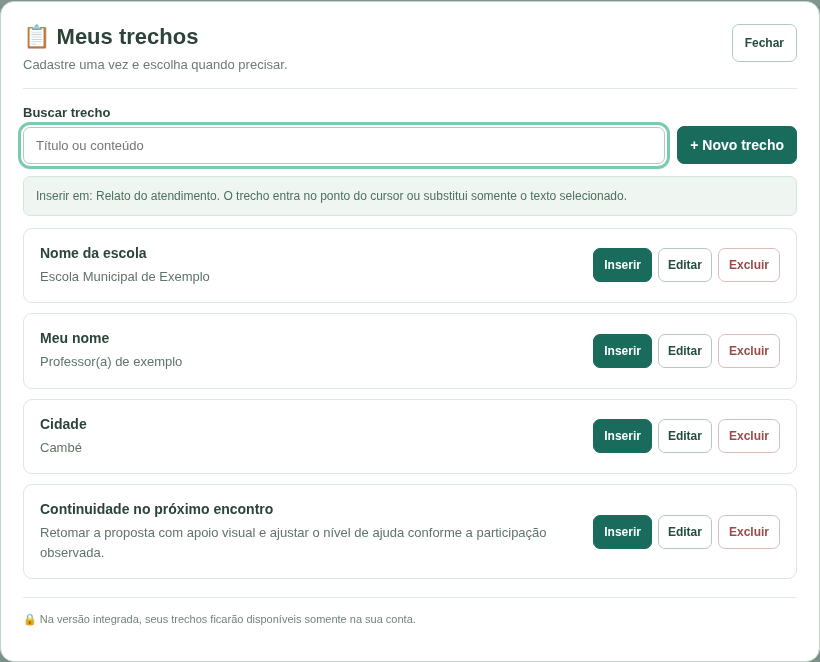 📋 Meus trechos
Fechar
Cadastre uma vez e escolha quando precisar.
Buscar trecho
Título ou conteúdo
+ Novo trecho
Inserir em: Relato do atendimento. O trecho entra no ponto do cursor ou substitui somente o texto selecionado.
Nome da escola
Escola Municipal de Exemplo
Inserir Editar Excluir
Meu nome
Professor(a) de exemplo
Inserir Editar Excluir
Cidade
Cambé
Inserir Editar Excluir
Continuidade no próximo encontro
Retomar a proposta com apoio visual e ajustar o nível de ajuda conforme a participação
observada.
Inserir Editar Excluir
🔒 Na versão integrada, seus trechos ficarão disponíveis somente na sua conta.